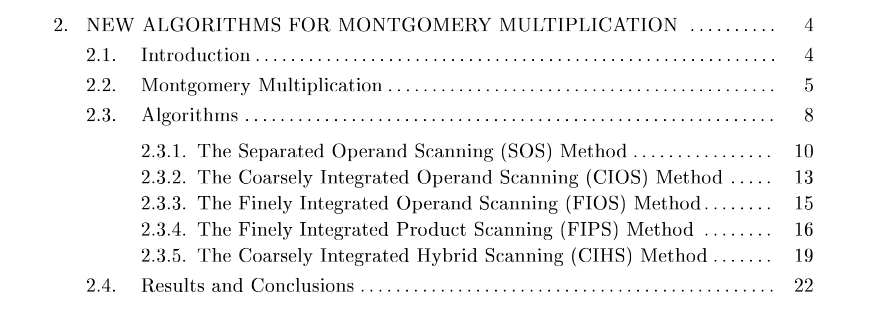 2. NEW ALGORITHMS FOR MONTGOMERY MULTIPLICATION .......... 4
2.1. Introduction ........................................................... 4
2.2. Montgomery Multiplication ............................................ 5
2.3. Algorithms ............................................................ 8
2.3.1. The Separated Operand Scanning (SOS) Method ................ 10
2.3.2. The Coarsely Integrated Operand Scanning (CIOS) Method ..... 13
2.3.3. The Finely Integrated Operand Scanning (FIOS) Method ........ 15
2.3.4. The Finely Integrated Product Scanning (FIPS) Method ........ 16
2.3.5. The Coarsely Integrated Hybrid Scanning (CIHS) Method ....... 19
2.4. Results and Conclusions ............................................... 22